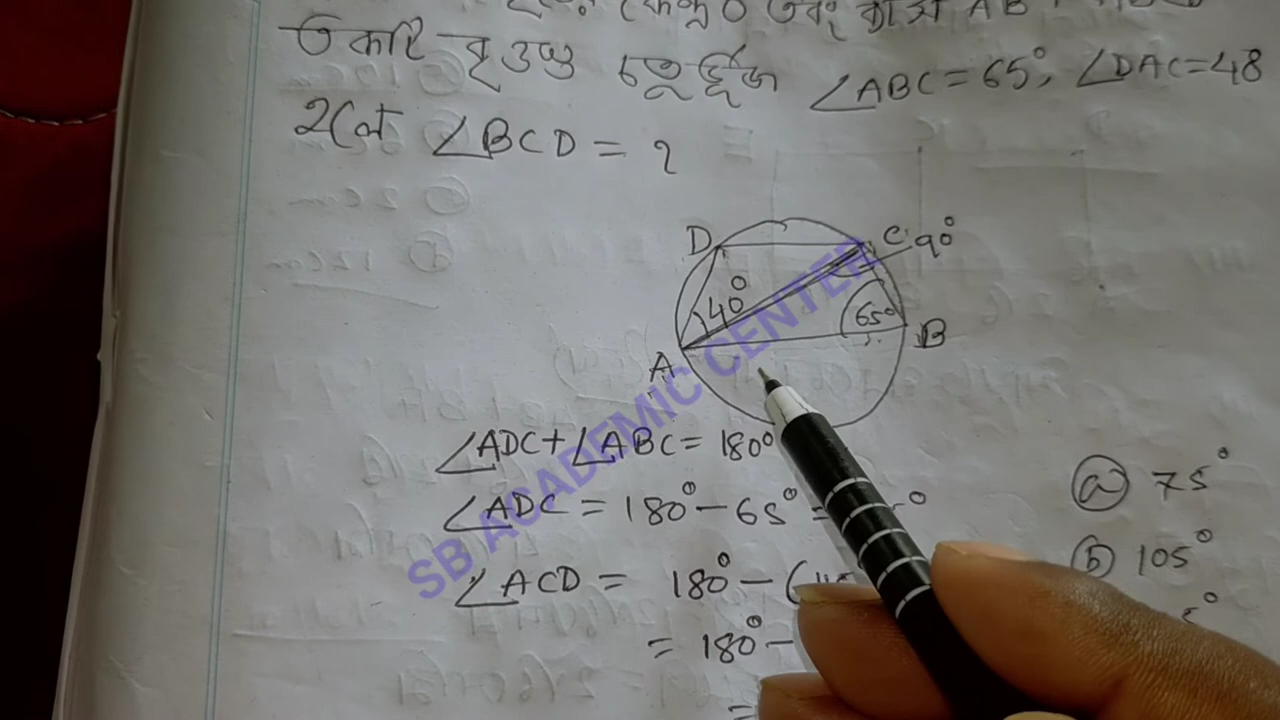 O এবং ব্যাস AB
ABCD একটি বৃত্তস্থ চতুর্ভুজ ∠ABC=65°, ∠DAC=48
হলে ∠BCD = ?
D C 90°
40°
65° B
A
∠ADC+∠ABC= 180°
∠ADC = 180°-65° =
(a) 75°
∠ACD = 180°-(
(b) 105°
= 180°-
=
SB ACADEMIC CENTER